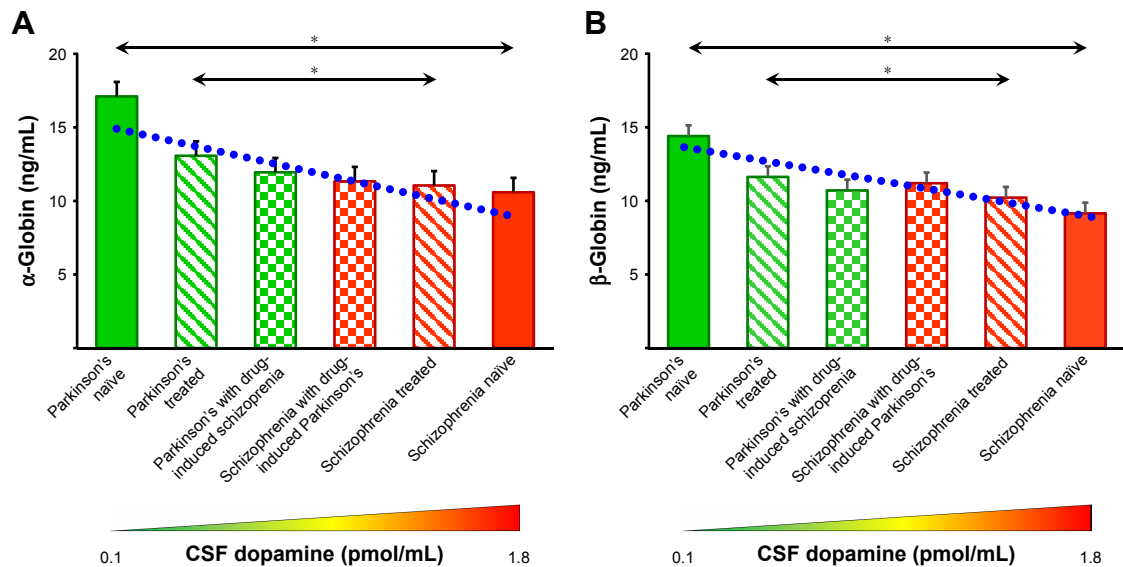 A
*
*
20
15
10
5
α-Globin (ng/mL)
Parkinson's
naïve
Parkinson's
treated
Parkinson's with drug-
induced schizoprenia
Schizophrenia with drug-
induced Parkinson's
Schizophrenia treated
Schizophrenia naïve
0.1
CSF dopamine (pmol/mL)
1.8
B
*
*
20
15
10
5
β-Globin (ng/mL)
Parkinson's
naïve
Parkinson's
treated
Parkinson's with drug-
induced schizoprenia
Schizophrenia with drug-
induced Parkinson's
Schizophrenia treated
Schizophrenia naïve
0.1
CSF dopamine (pmol/mL)
1.8